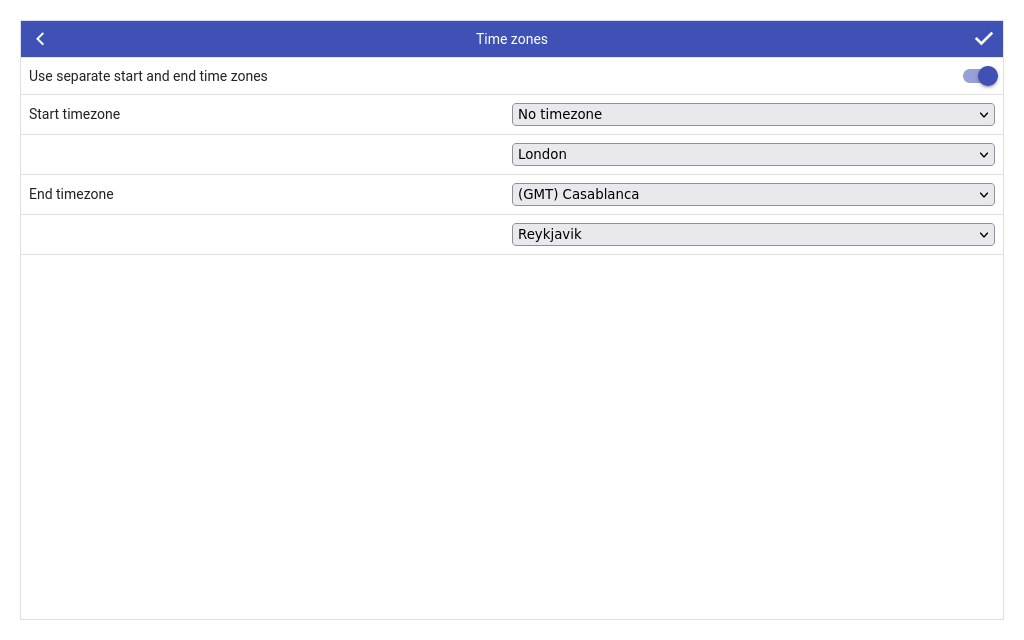 Time zones
Use separate start and end time zones
Start timezone
No timezone
London
End timezone
(GMT) Casablanca
Reykjavik